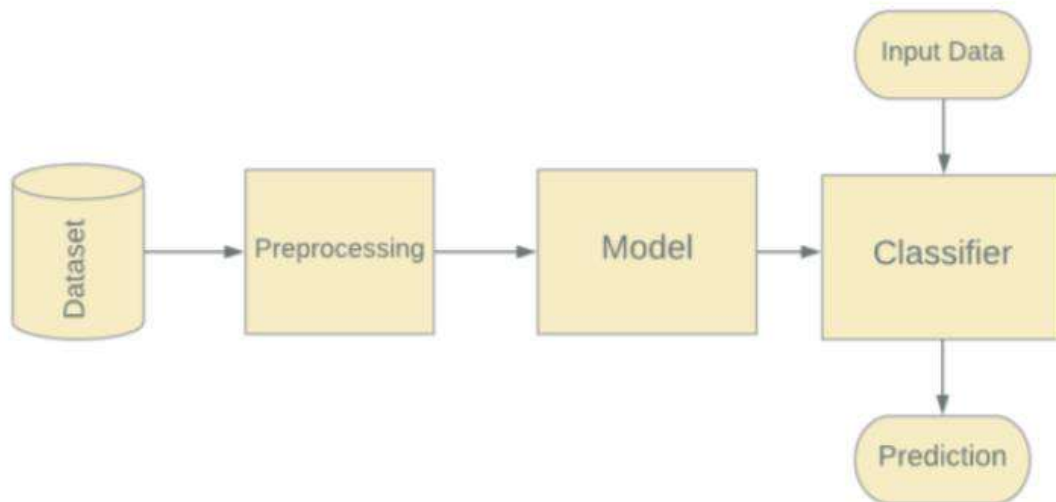 Input Data
Dataset
Preprocessing
Model
Classifier
Prediction